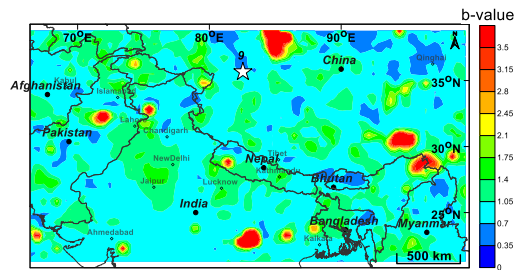 b-value
70°E 80°E 90°E
9
N
China
Qinghai
Kabul
Afghanistan
35°N
Islamabad
Lahore
Chandigarh
Pakistan
30°N
Tibet
NewDelhi
Nepal
Kathmandu
Jaipur
Lucknow
Bhutan
India
25°N
Bangladesh
Myanmar
Ahmedabad
Kalkata
500 km
3.5
3.15
2.8
2.45
2.1
1.75
1.4
1.05
0.7
0.35
0